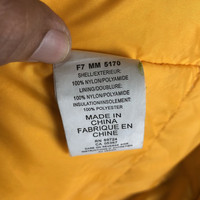 F7 MM 5170
SHELL/EXTERIEUR:
100% NYLON/POLYAMIDE
LINING/DOUBLURE:
100% NYLON/POLYAMIDE
INSULATION/INSOLEMENT:
100% POLYESTER
MADE IN
CHINA
FABRIQUE EN
CHINE